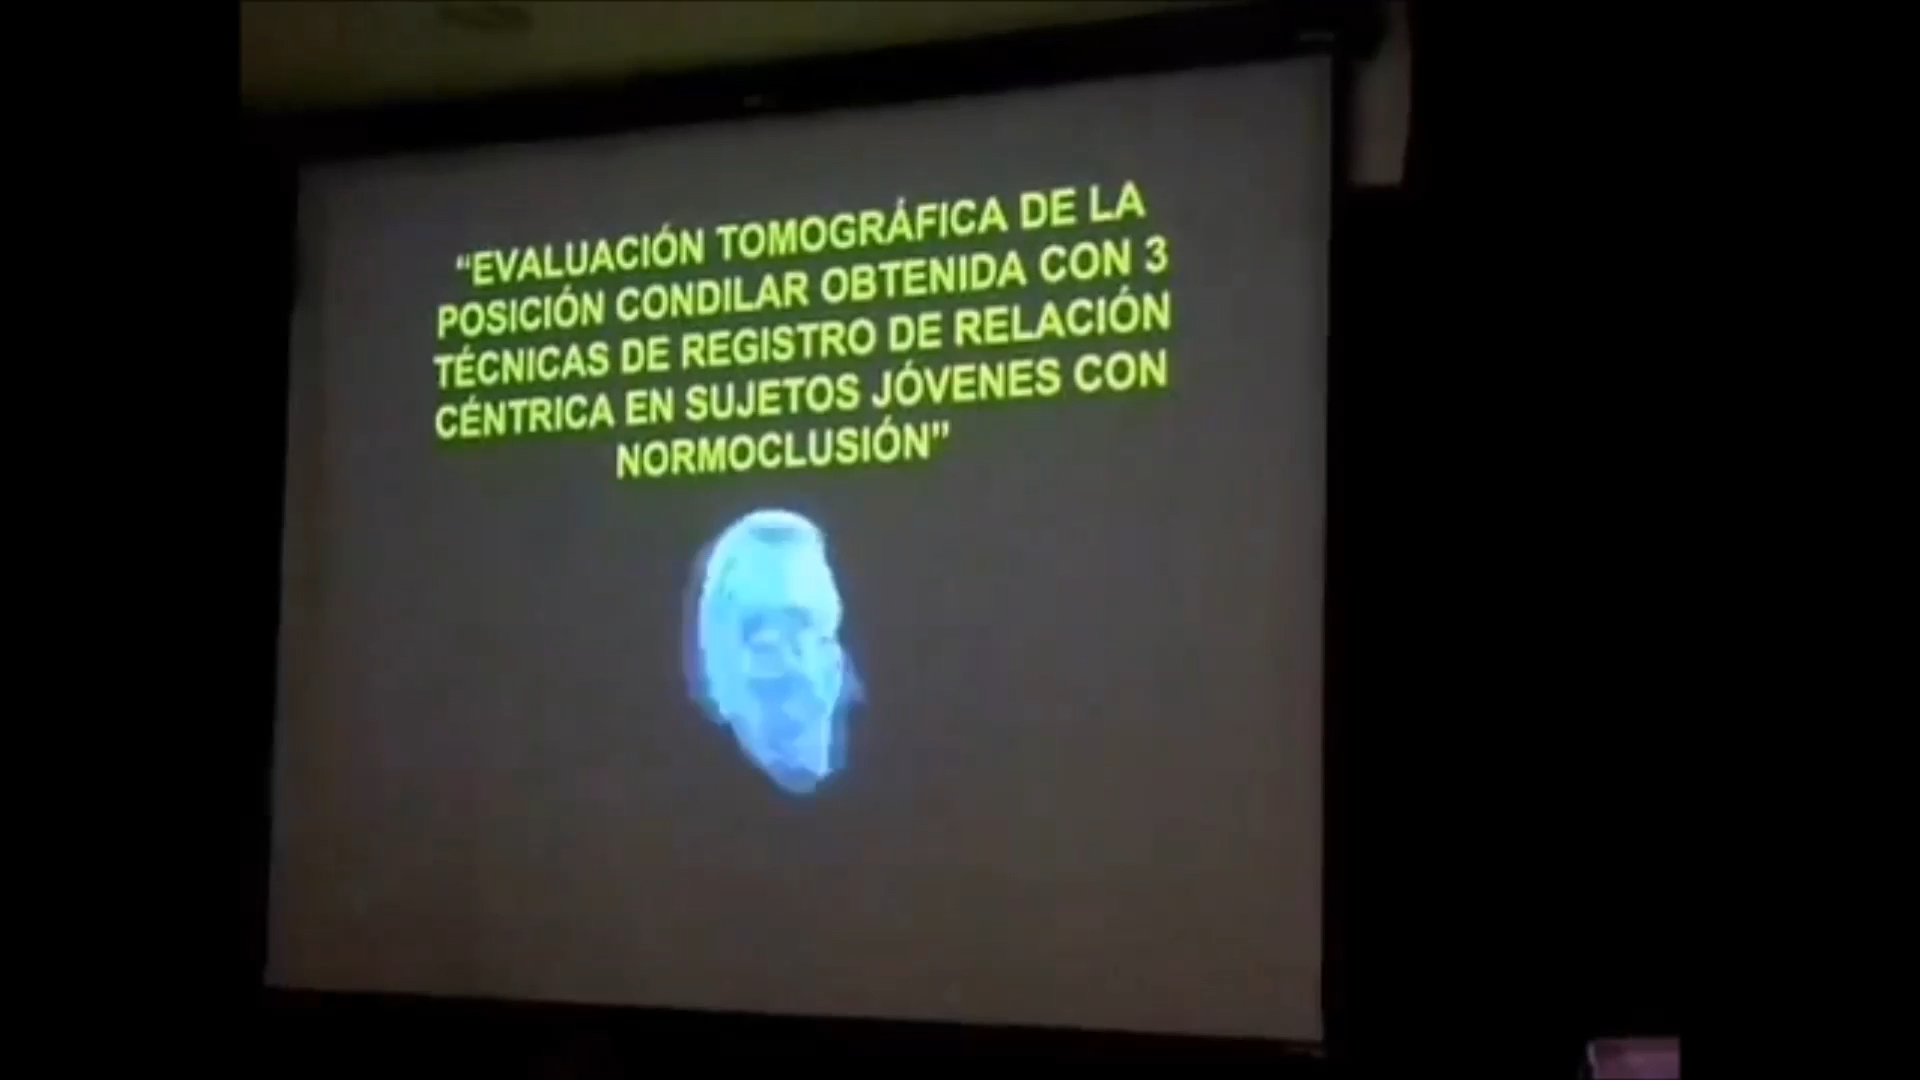 “EVALUACIÓN TOMOGRÁFICA DE LA
POSICIÓN CONDILAR OBTENIDA CON 3
TÉCNICAS DE REGISTRO DE RELACIÓN
CÉNTRICA EN SUJETOS JÓVENES CON
NORMOCLUSIÓN”